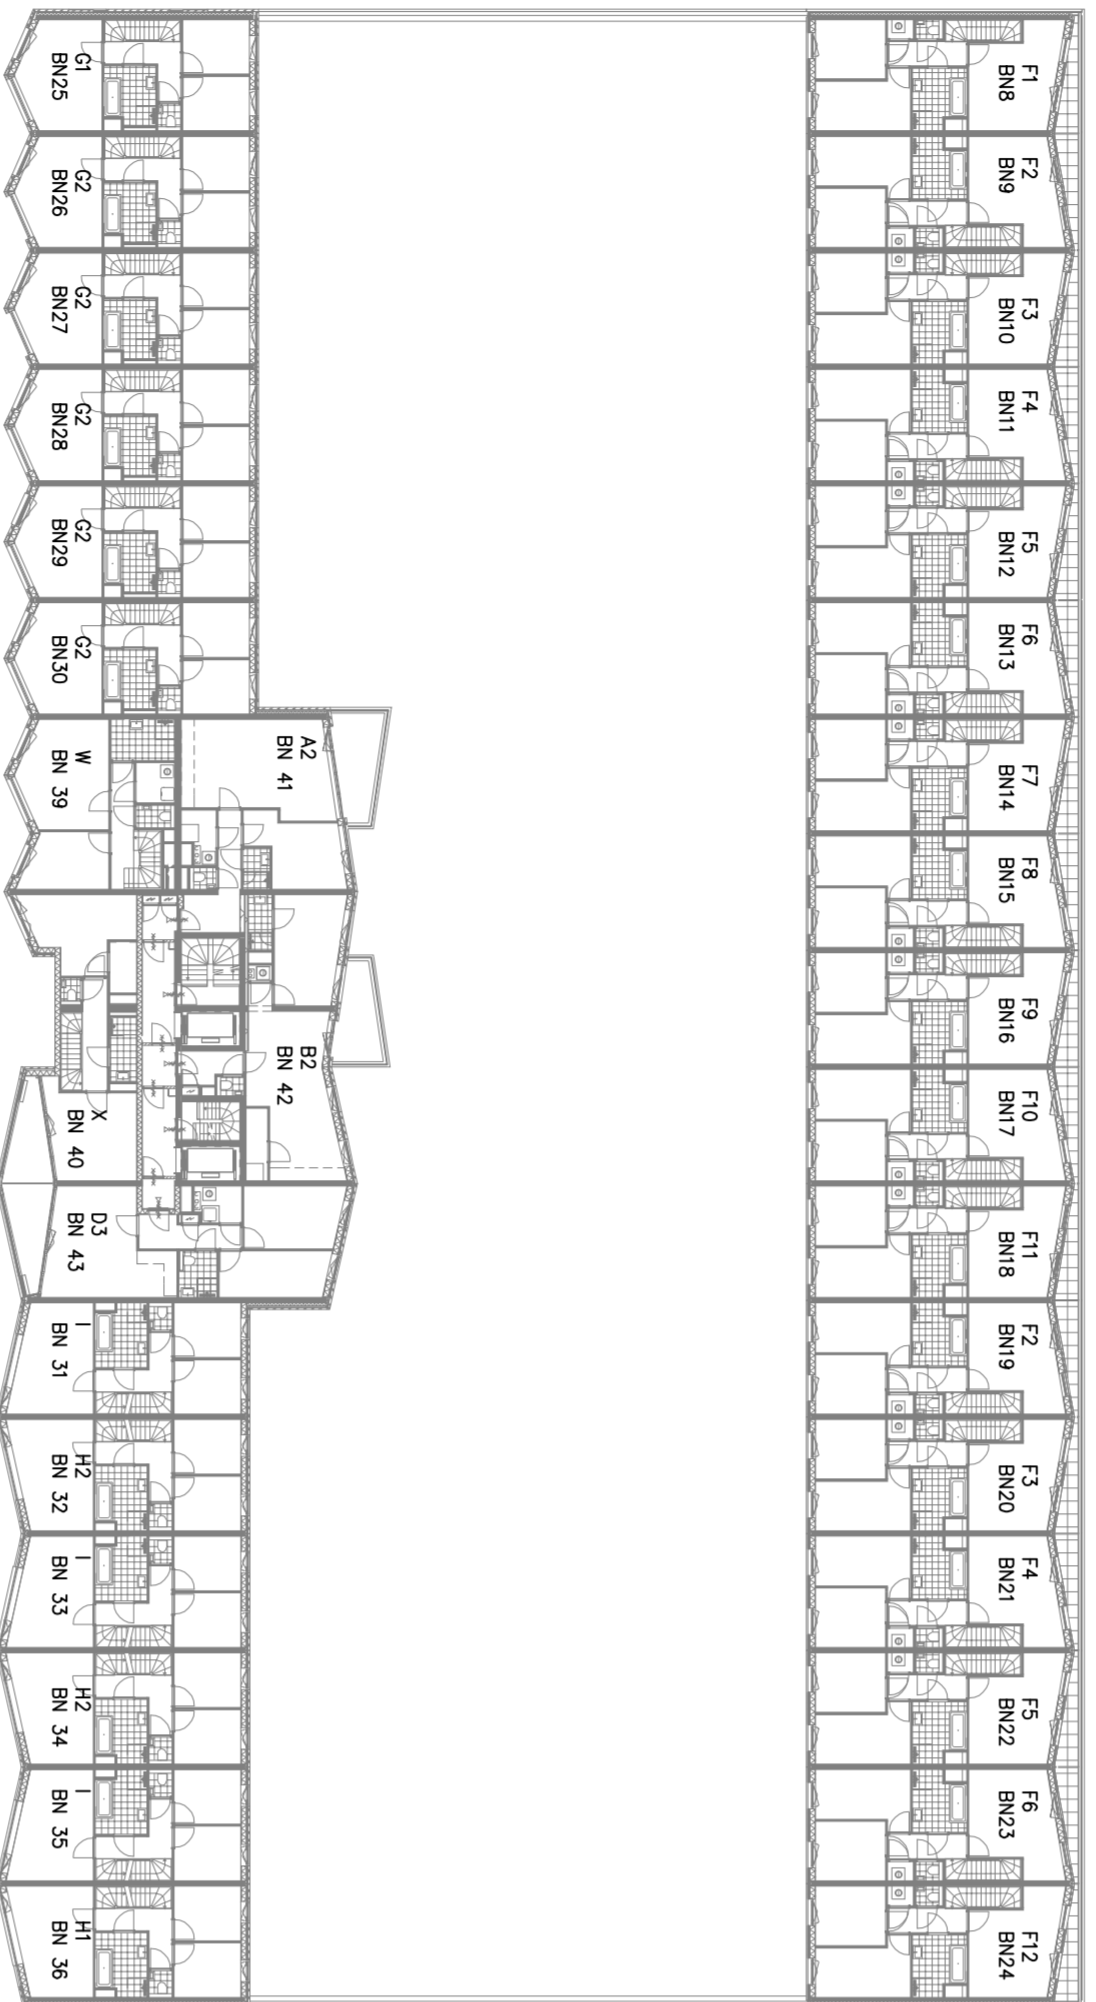 F1
BN8
F2
BN9
F3
BN10
F4
BN11
F5
BN12
F6
BN13
F7
BN14
F8
BN15
F9
BN16
F10
BN17
F11
BN18
F2
BN19
F3
BN20
F4
BN21
F5
BN22
F6
BN23
F12
BN24
A2
BN 41
B2
BN 42
G1
BN25
G2
BN26
G2
BN27
G2
BN28
G2
BN29
G2
BN30
W
BN 39
X
BN 40
D3
BN 43
I
BN 31
H2
BN 32
I
BN 33
H2
BN 34
I
BN 35
H1
BN 36